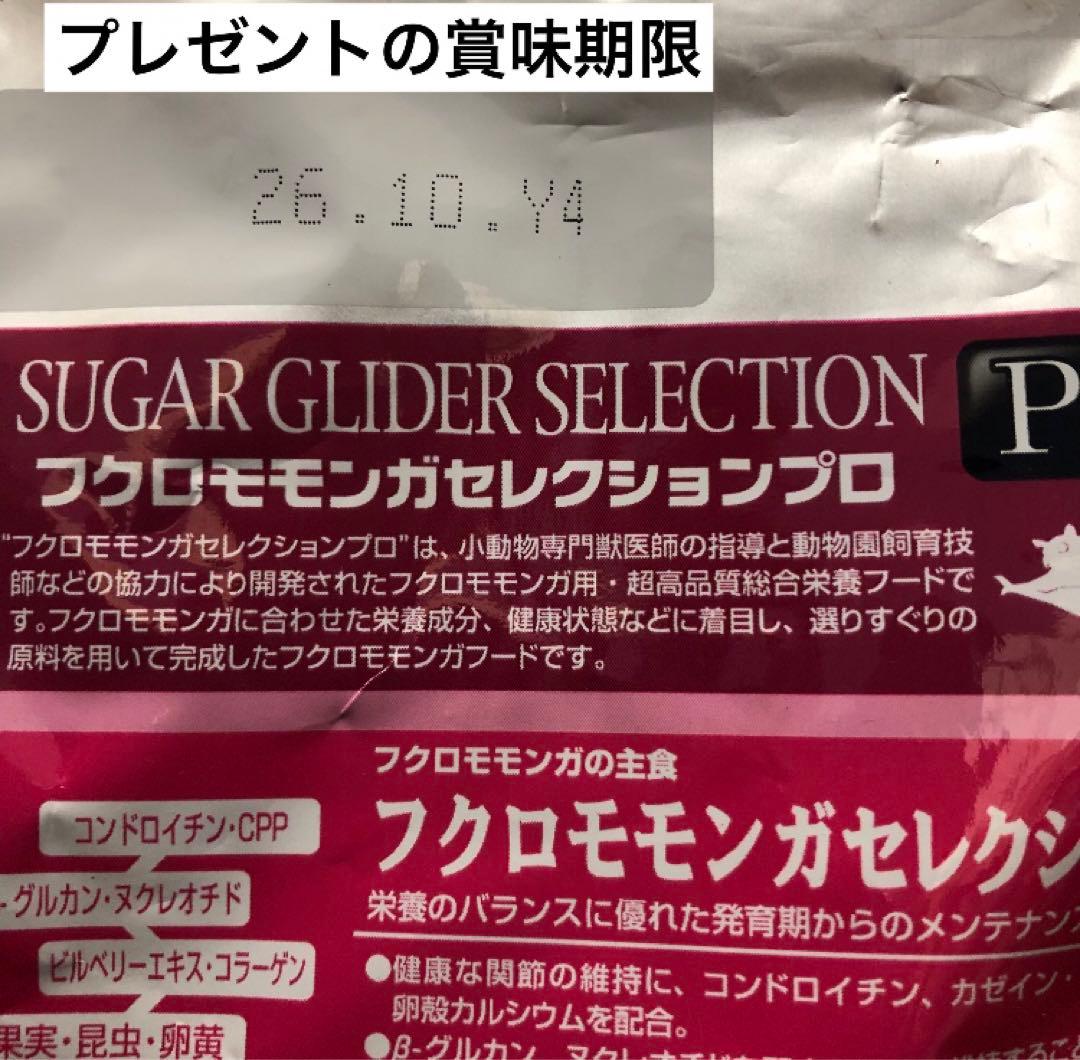 プレゼントの賞味期限
26.10.Y4
SUGAR GLIDER SELECTION P
フクロモモンガセレクションプロ
"フクロモモンガセレクションプロ"は、小動物専門獣医師の指導と動物園飼育技
師などの協力により開発されたフクロモモンガ用・超高品質総合栄養フードで
す。フクロモモンガに合わせた栄養成分、健康状態などに着目し、選りすぐりの
原料を用いて完成したフクロモモンガフードです。
フクロモモンガの主食
フクロモモンガセレクシ
栄養のバランスに優れた発育期からのメンテナンス
コンドロイチン・CPP
-グルカン・ヌクレオチド
ビルベリーエキス・コラーゲン
果実・昆虫・卵黄
●健康な関節の維持に、コンドロイチン、カゼイン・
卵殻カルシウムを配合。
●β-グルカン、ヌクレオチドを配